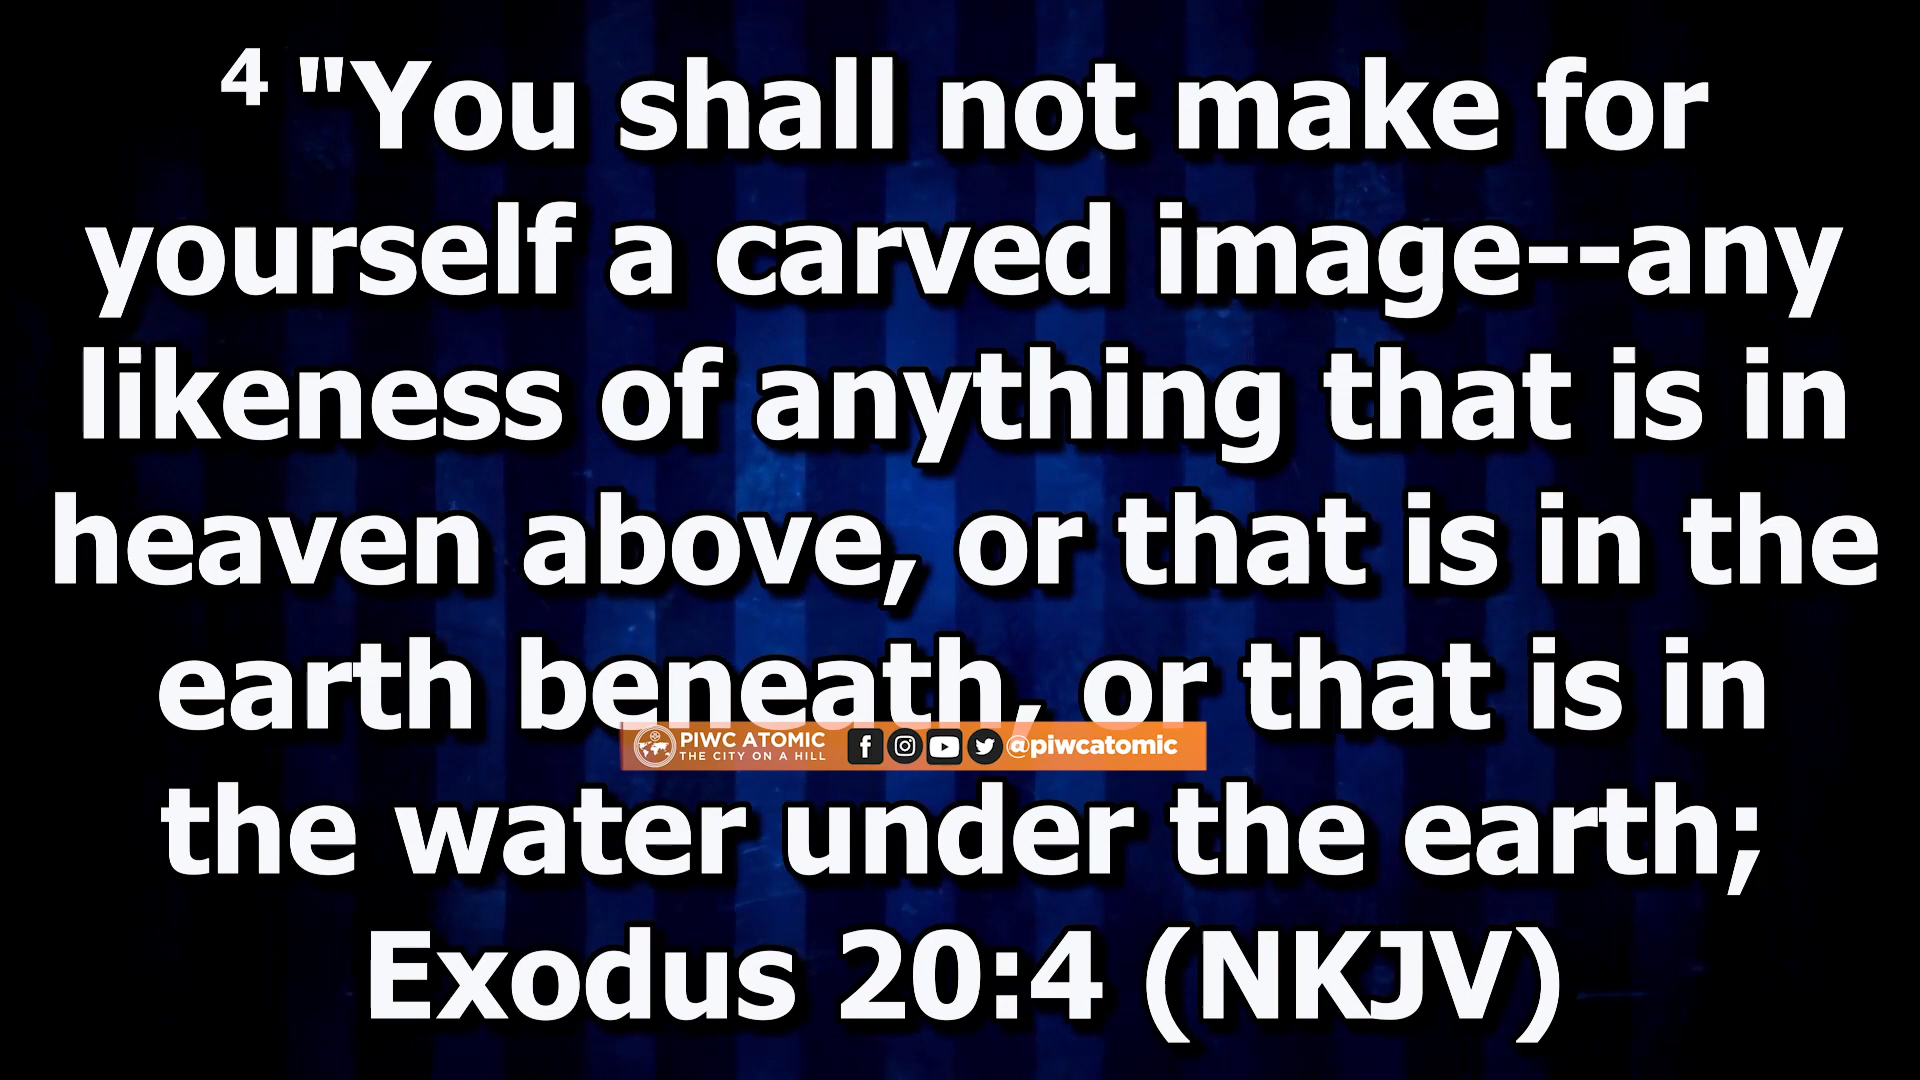 4 "You shall not make for
yourself a carved image--any
likeness of anything that is in
heaven above, or that is in the
earth beneath, or that is in
PIWC ATOMIC
THE CITY ON A HILL
@piwcatomic
the water under the earth;
Exodus 20:4 (NKJV)